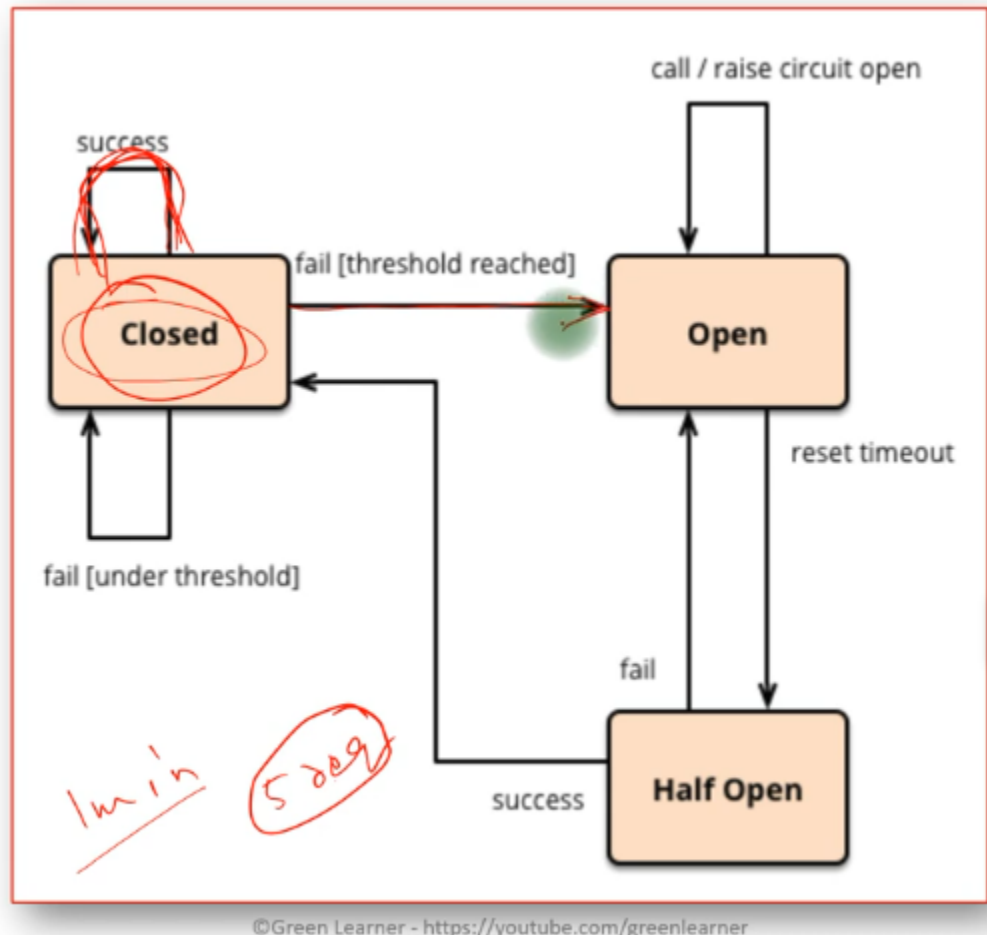 call / raise circuit open
success
fail [threshold reached]
Closed
Open
reset timeout
fail [under threshold]
fail
1min
5 req
Half Open
success
©Green Learner - https://youtube.com/greenlearner